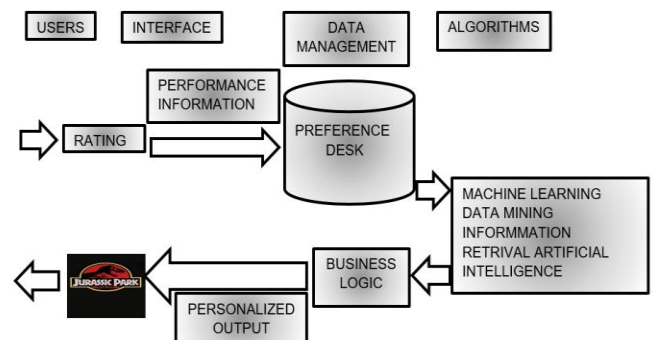 USERS
INTERFACE
DATA
MANAGEMENT
ALGORITHMS
PERFORMANCE
INFORMATION
RATING
PREFERENCE
DESK
MACHINE LEARNING
DATA MINING
INFORMMATION
RETRIVAL ARTIFICIAL
INTELLIGENCE
BUSINESS
LOGIC
JURASSIC PARK
PERSONALIZED
OUTPUT